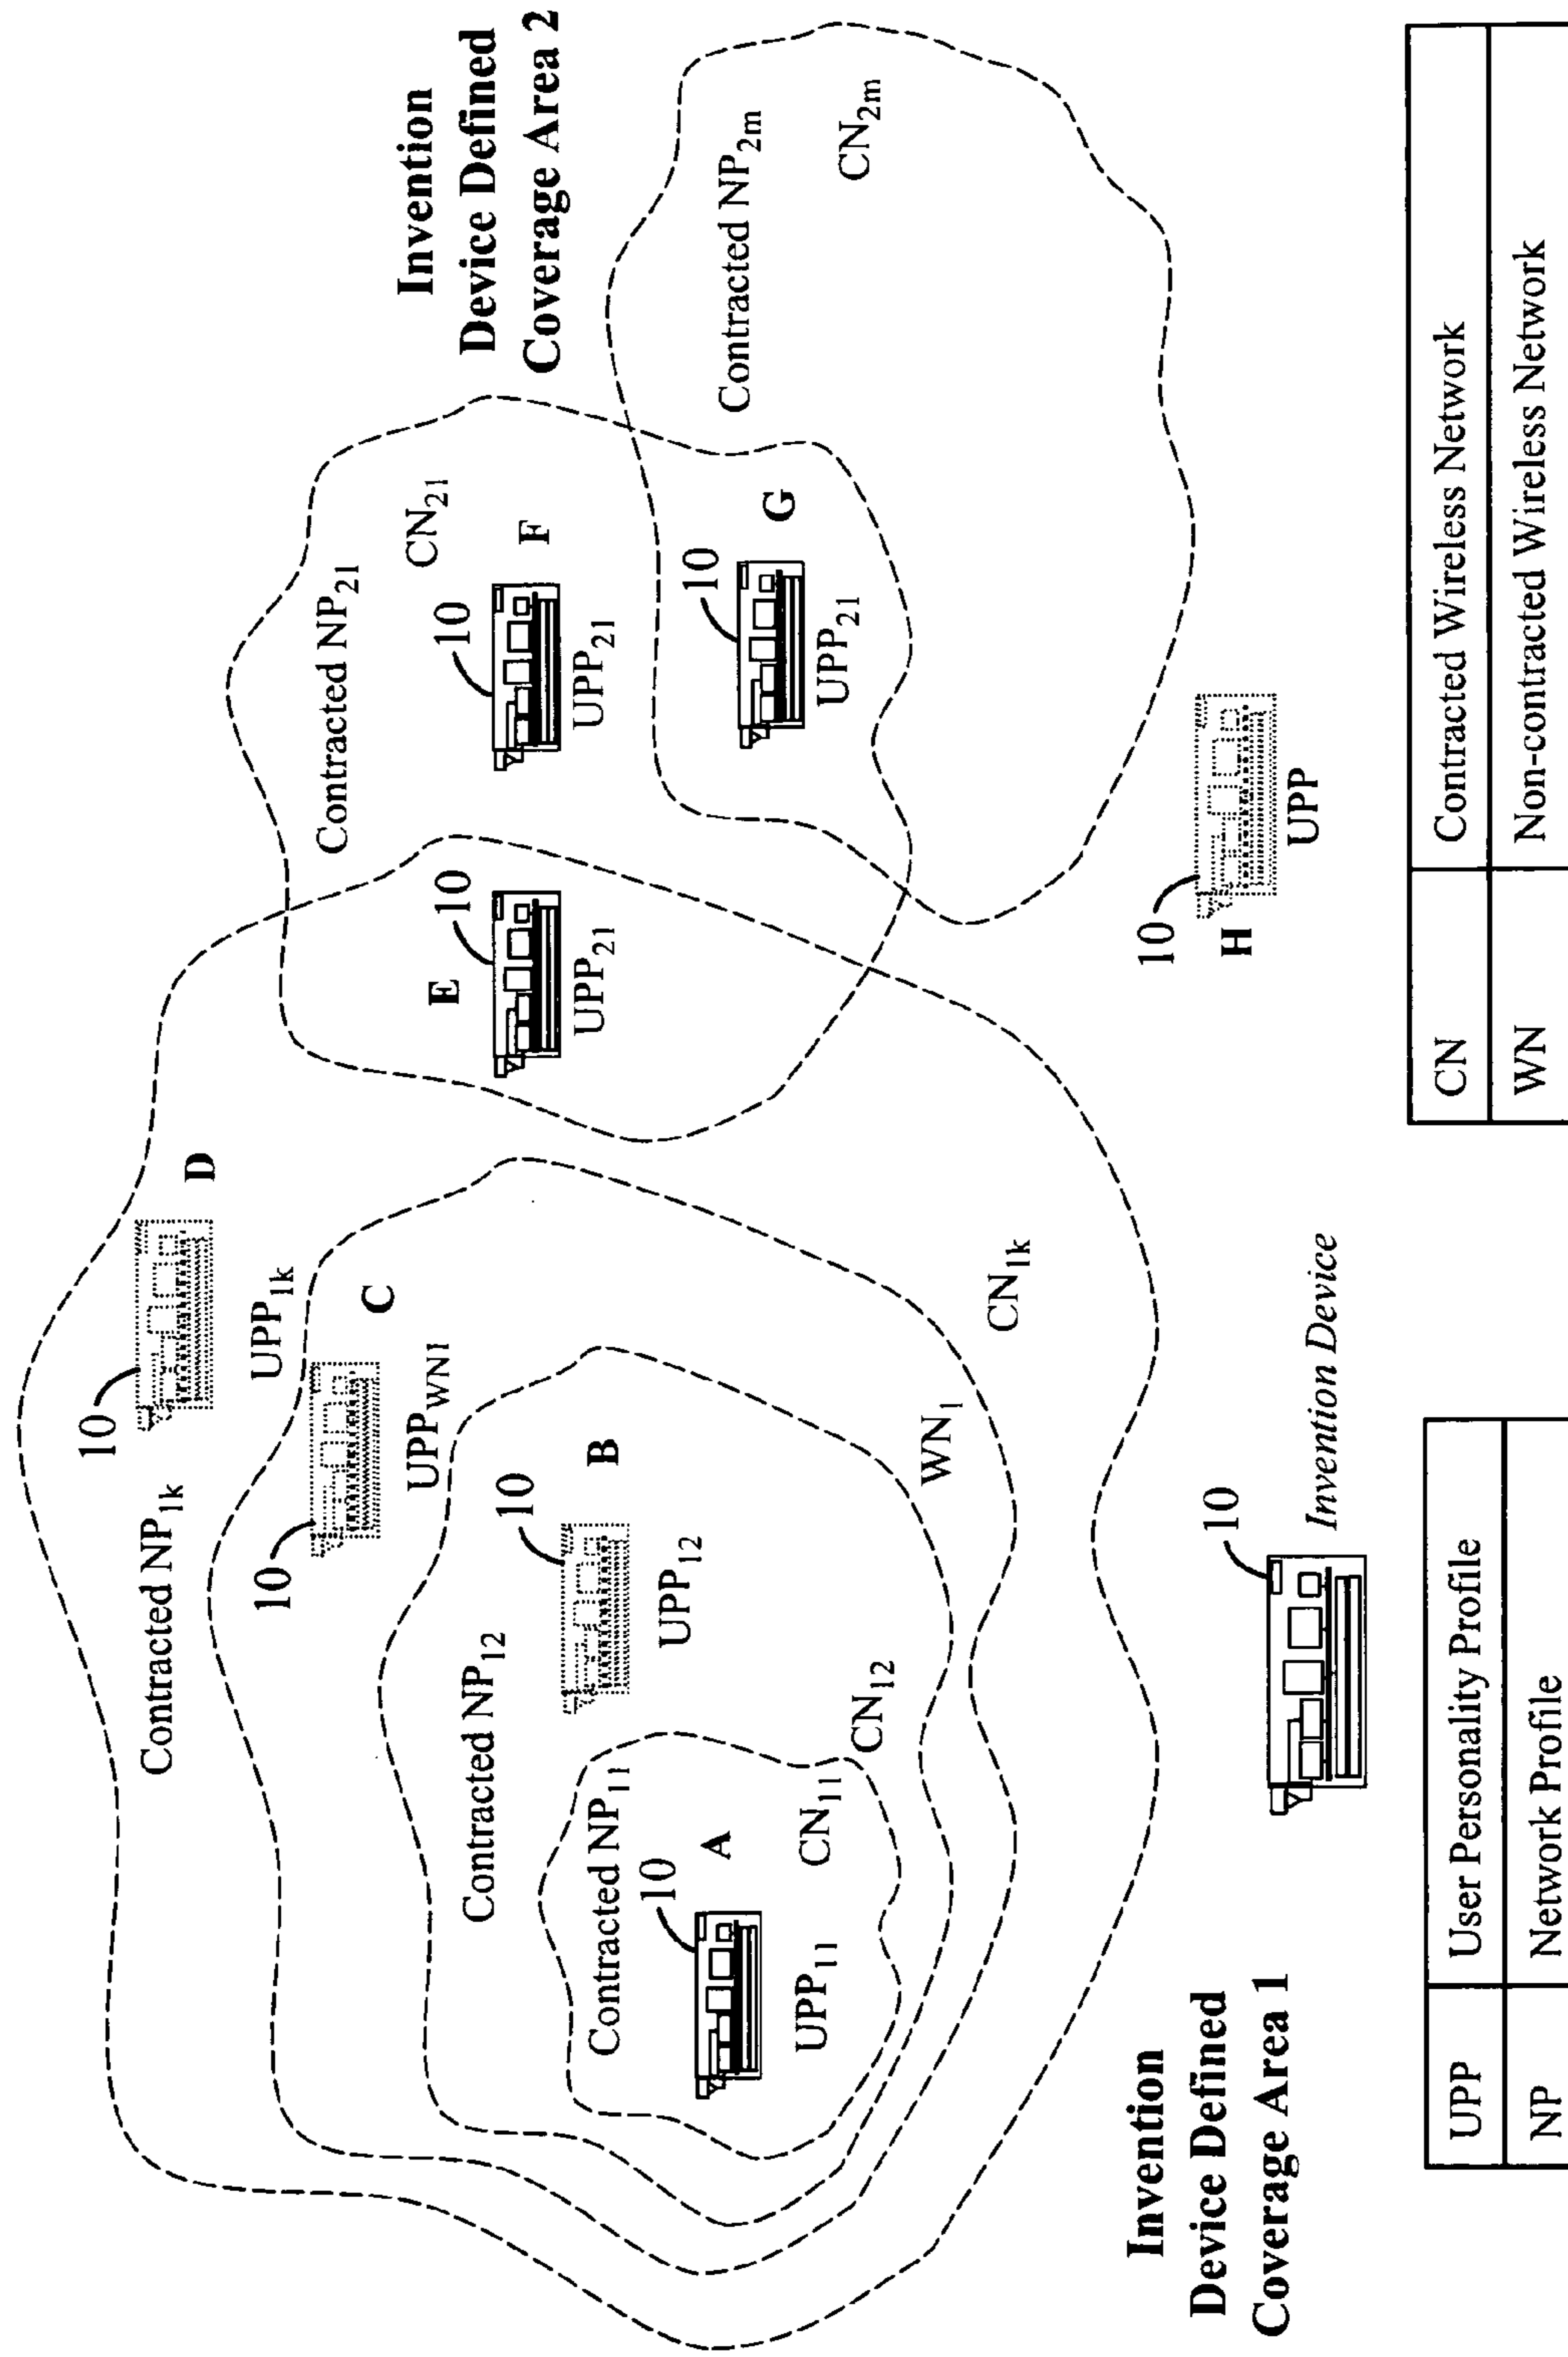 Invention
Device Defined
Coverage Area 2
Contracted NP1k
10
D
UPP1k
10
C
UPPWN1
Contracted NP12
10
B
UPP12
Contracted NP11
10
A
UPP11
CN11
CN12
WN1
CN1k
E
10
UPP21
Contracted NP21
CN21
10
F
UPP21
10
G
UPP21
Contracted NP2m
CN2m
10
H
UPP
Invention
Device Defined
Coverage Area 1
10
Invention Device
UPP User Personality Profile
NP Network Profile
CN Contracted Wireless Network
WN Non-contracted Wireless Network